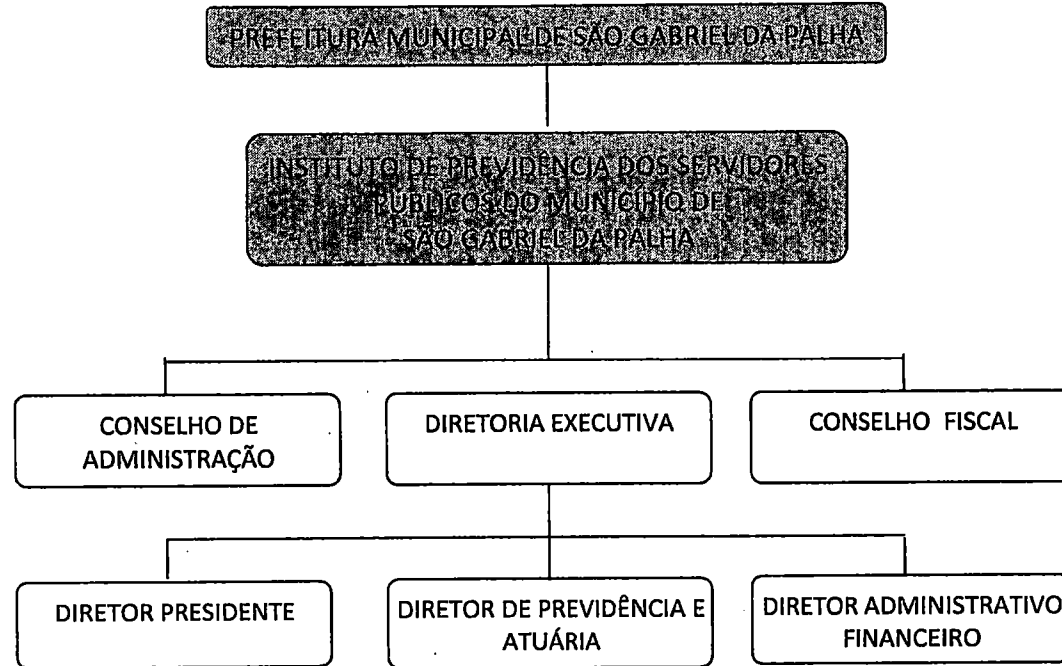 PREFEITURA MUNICIPAL DE SÃO GABRIEL DA PALHA
INSTITUTO DE PREVIDÊNCIA DOS SERVIDORES
PÚBLICOS DO MUNICÍPIO DE
SÃO GABRIEL DA PALHA
CONSELHO DE
ADMINISTRAÇÃO
DIRETORIA EXECUTIVA
CONSELHO FISCAL
DIRETOR PRESIDENTE
DIRETOR DE PREVIDÊNCIA E
ATUÁRIA
DIRETOR ADMINISTRATIVO
FINANCEIRO